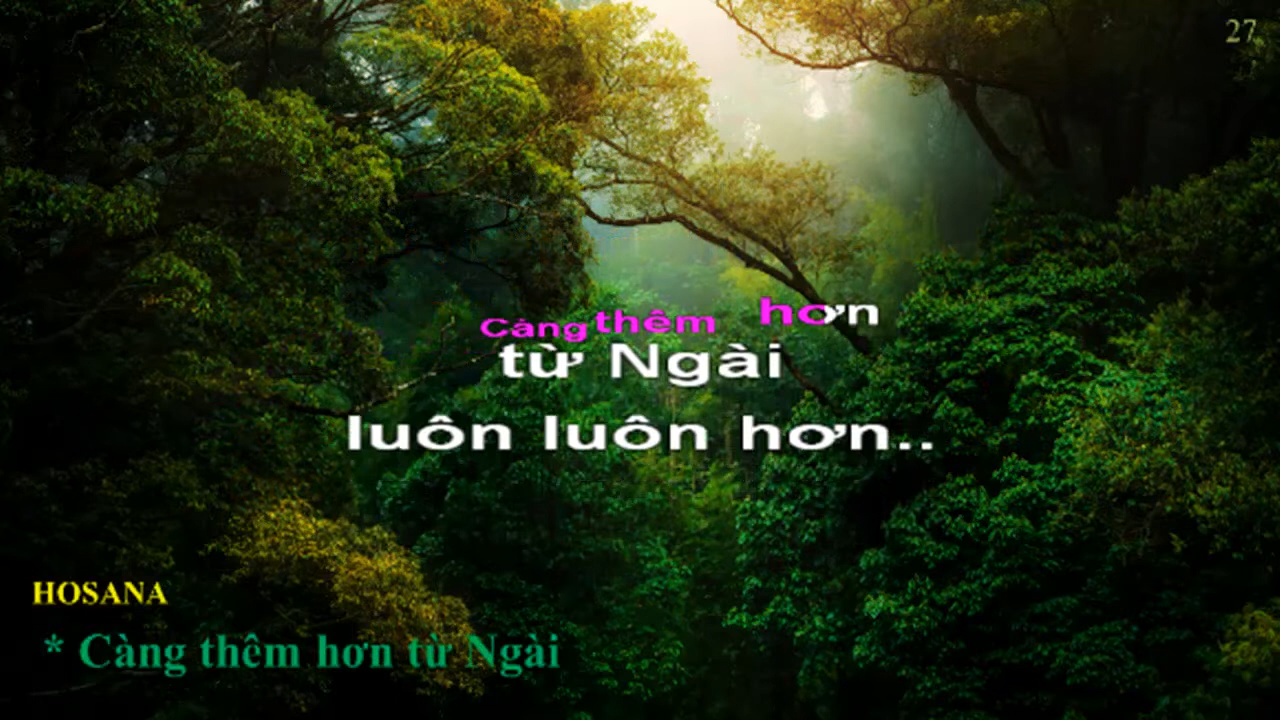 27
Càng thêm hơn
từ Ngài
luôn luôn hơn..
HOSANA
* Càng thêm hơn từ Ngài